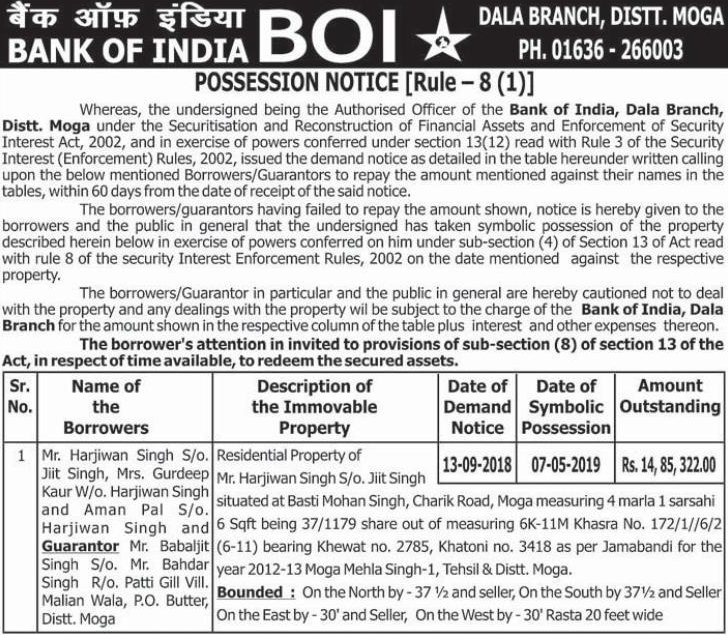 बैंक ऑफ़ इंडिया
BANK OF INDIA
BOI
DALA BRANCH, DISTT. MOGA
PH. 01636 - 266003
POSSESSION NOTICE [Rule – 8 (1)]
Whereas, the undersigned being the Authorised Officer of the Bank of India, Dala Branch,
Distt. Moga under the Securitisation and Reconstruction of Financial Assets and Enforcement of Security
Interest Act, 2002, and in exercise of powers conferred under section 13(12) read with Rule 3 of the Security
Interest (Enforcement) Rules, 2002, issued the demand notice as detailed in the table hereunder written calling
upon the below mentioned Borrowers/Guarantors to repay the amount mentioned against their names in the
tables, within 60 days from the date of receipt of the said notice.
The borrowers/guarantors having failed to repay the amount shown, notice is hereby given to the
borrowers and the public in general that the undersigned has taken symbolic possession of the property
described herein below in exercise of powers conferred on him under sub-section (4) of Section 13 of Act read
with rule 8 of the security Interest Enforcement Rules, 2002 on the date mentioned against the respective
property.
The borrowers/Guarantor in particular and the public in general are hereby cautioned not to deal
with the property and any dealings with the property wil be subject to the charge of the Bank of India, Dala
Branch for the amount shown in the respective column of the table plus interest and other expenses thereon.
The borrower's attention in invited to provisions of sub-section (8) of section 13 of the
Act, in respect of time available, to redeem the secured assets.
Sr.
No.
Name of
the
Borrowers
Description of
the Immovable
Property
Date of
Demand
Notice
Date of
Symbolic
Possession
Amount
Outstanding
1
Mr. Harjiwan Singh S/o.
Jiit Singh, Mrs. Gurdeep
Kaur W/o. Harjiwan Singh
and Aman Pal S/o.
Harjiwan Singh and
Guarantor Mr. Babaljit
Singh S/o. Mr. Bahdar
Singh R/o. Patti Gill Vill.
Malian Wala, P.O. Butter,
Distt. Moga
Residential Property of
Mr. Harjiwan Singh S/o. Jiit Singh
situated at Basti Mohan Singh, Charik Road, Moga measuring 4 marla 1 sarsahi
6 Sqft being 37/1179 share out of measuring 6K-11M Khasra No. 172/1//6/2
(6-11) bearing Khewat no. 2785, Khatoni no. 3418 as per Jamabandi for the
year 2012-13 Moga Mehla Singh-1, Tehsil & Distt. Moga.
Bounded : On the North by - 37 ½ and seller, On the South by 37½ and Seller
On the East by - 30' and Seller, On the West by - 30' Rasta 20 feet wide
13-09-2018
07-05-2019
Rs. 14, 85, 322.00